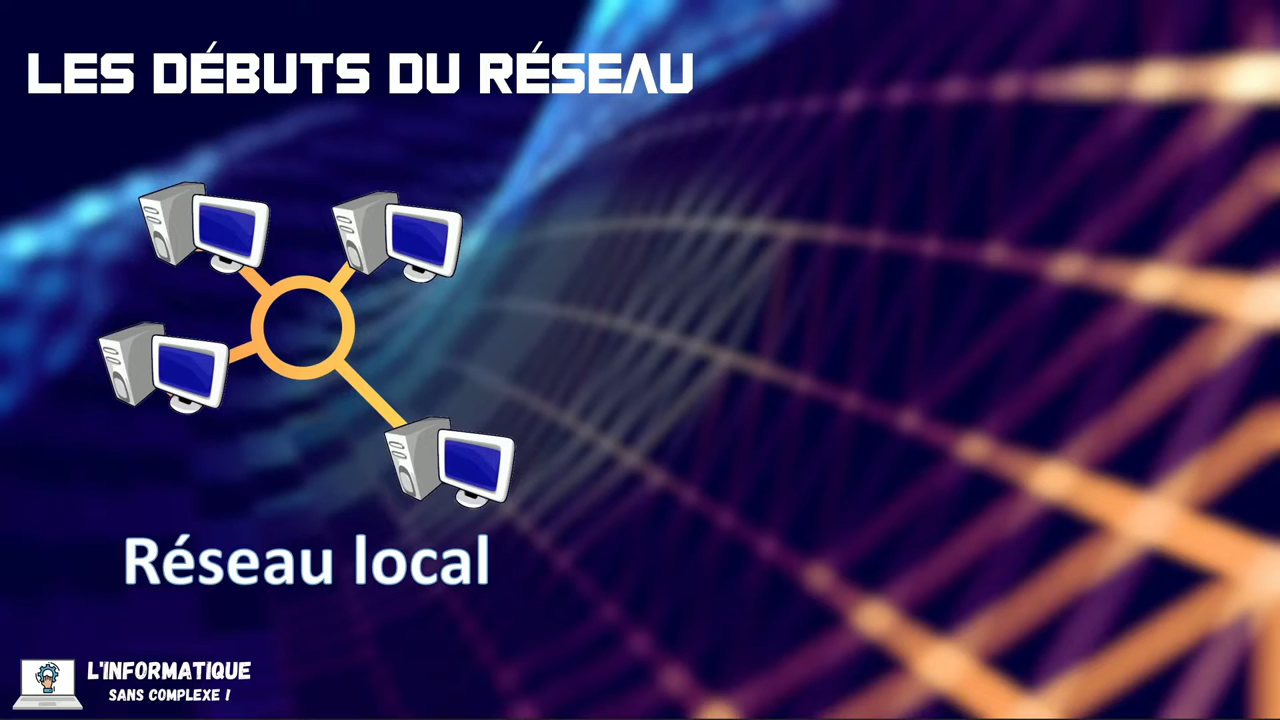 LES DÉBUTS DU RÉSEAU
Réseau local
L'INFORMATIQUE
SANS COMPLEXE !